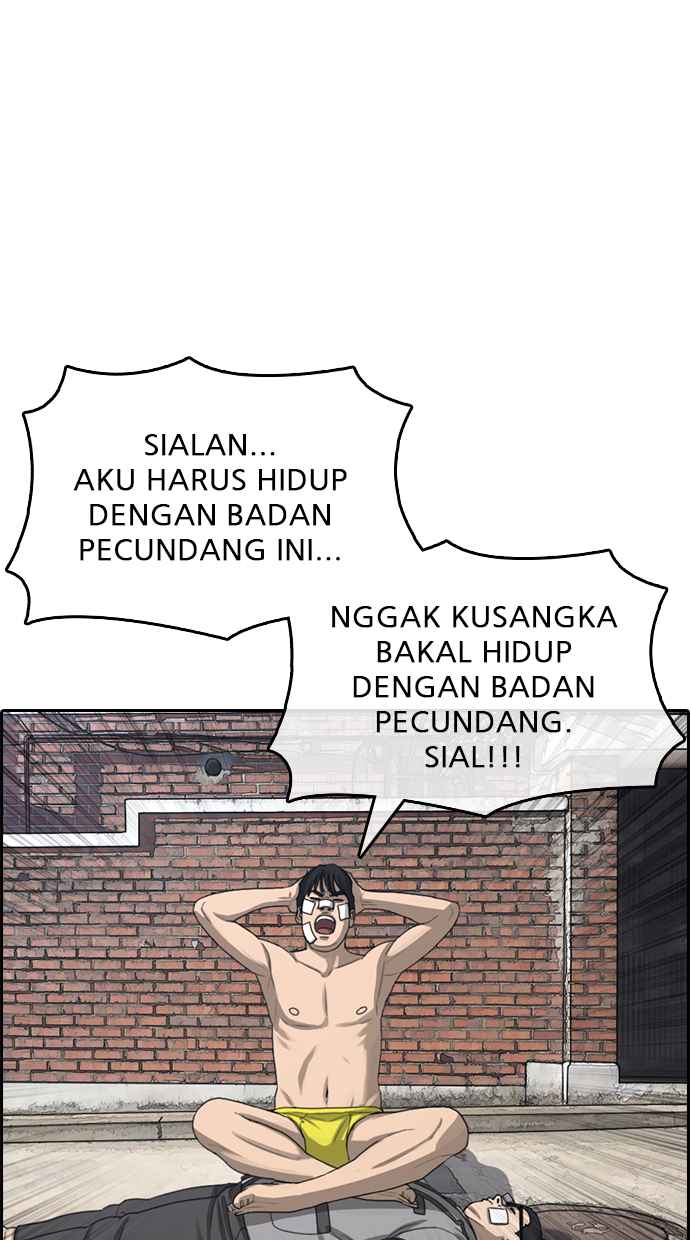 SIALAN...
AKU HARUS HIDUP
DENGAN BADAN
PECUNDANG INI...
NGGAK KUSANGKA
BAKAL HIDUP
DENGAN BADAN
PECUNDANG.
SIAL!!!